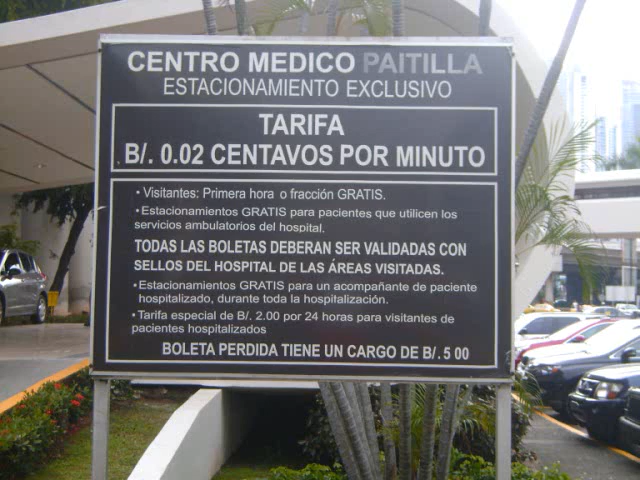 CENTRO MEDICO PAITILLA
ESTACIONAMIENTO EXCLUSIVO
TARIFA
B/. 0.02 CENTAVOS POR MINUTO
• Visitantes: Primera hora o fracción GRATIS.
• Estacionamientos GRATIS para pacientes que utilicen los
servicios ambulatorios del hospital.
TODAS LAS BOLETAS DEBERAN SER VALIDADAS CON
SELLOS DEL HOSPITAL DE LAS ÁREAS VISITADAS.
• Estacionamientos GRATIS para un acompañante de paciente
hospitalizado, durante toda la hospitalización.
• Tarifa especial de B/. 2.00 por 24 horas para visitantes de
pacientes hospitalizados
BOLETA PERDIDA TIENE UN CARGO DE B/. 5 00